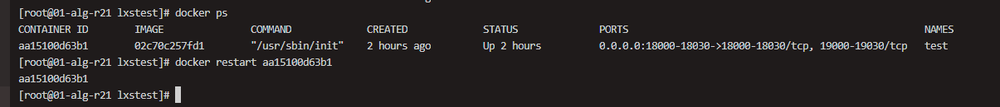 [root@01-alg-r21 lxstest]# docker ps
CONTAINER ID IMAGE COMMAND CREATED STATUS PORTS NAMES
aa15100d63b1 02c70c257fd1 "/usr/sbin/init" 2 hours ago Up 2 hours 0.0.0.0:18000-18030->18000-18030/tcp, 19000-19030/tcp test
[root@01-alg-r21 lxstest]# docker restart aa15100d63b1
aa15100d63b1
[root@01-alg-r21 lxstest]#